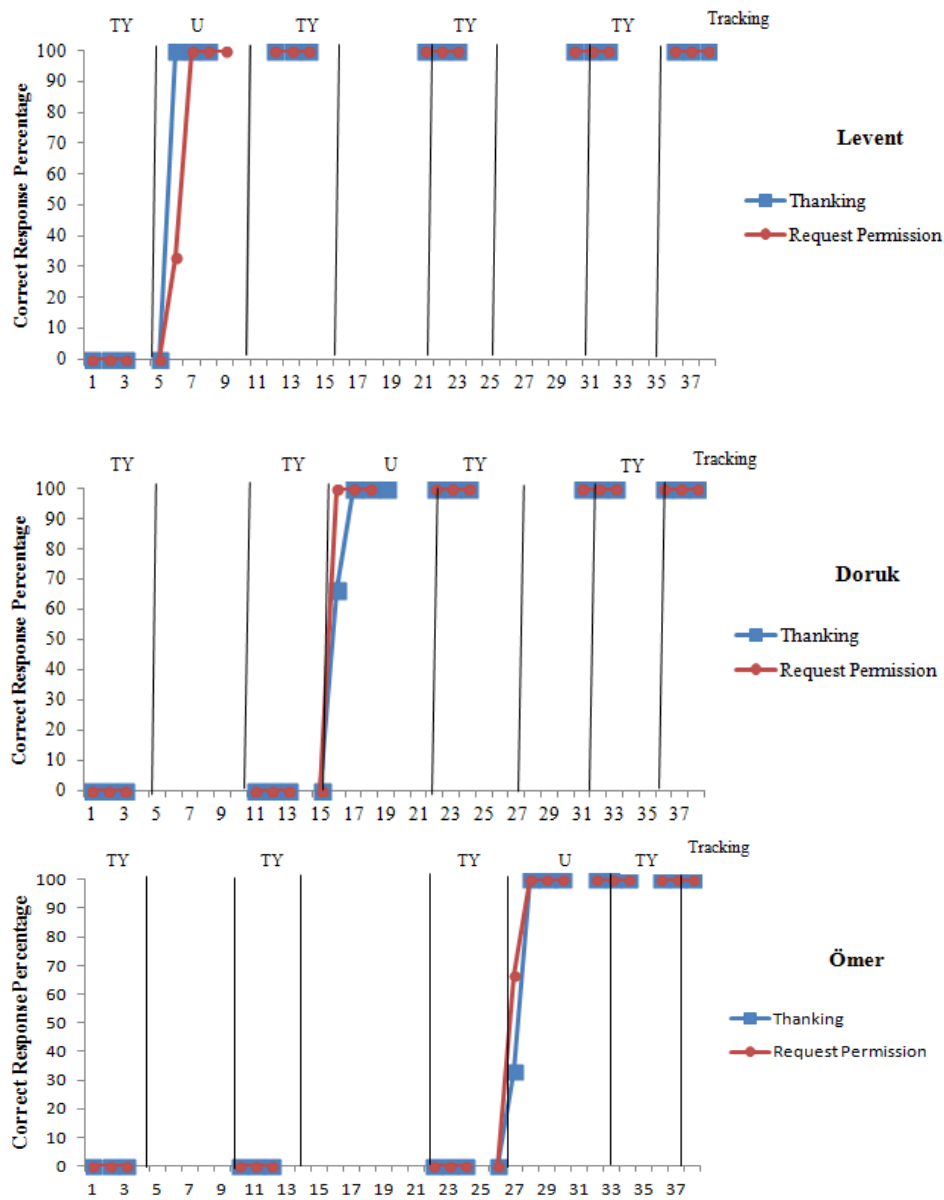 TY U TY TY TY Tracking
Correct Response Percentage
100
90
80
70
60
50
40
30
20
10
0
1 3 5 7 9 11 13 15 17 19 21 23 25 27 29 31 33 35 37
Levent
Thanking
Request Permission
TY TY U TY TY Tracking
Correct Response Percentage
100
90
80
70
60
50
40
30
20
10
0
1 3 5 7 9 11 13 15 17 19 21 23 25 27 29 31 33 35 37
Doruk
Thanking
Request Permission
TY TY TY U TY Tracking
Correct Response Percentage
100
90
80
70
60
50
40
30
20
10
0
1 3 5 7 9 11 13 15 17 19 21 23 25 27 29 31 33 35 37
Ömer
Thanking
Request Permission